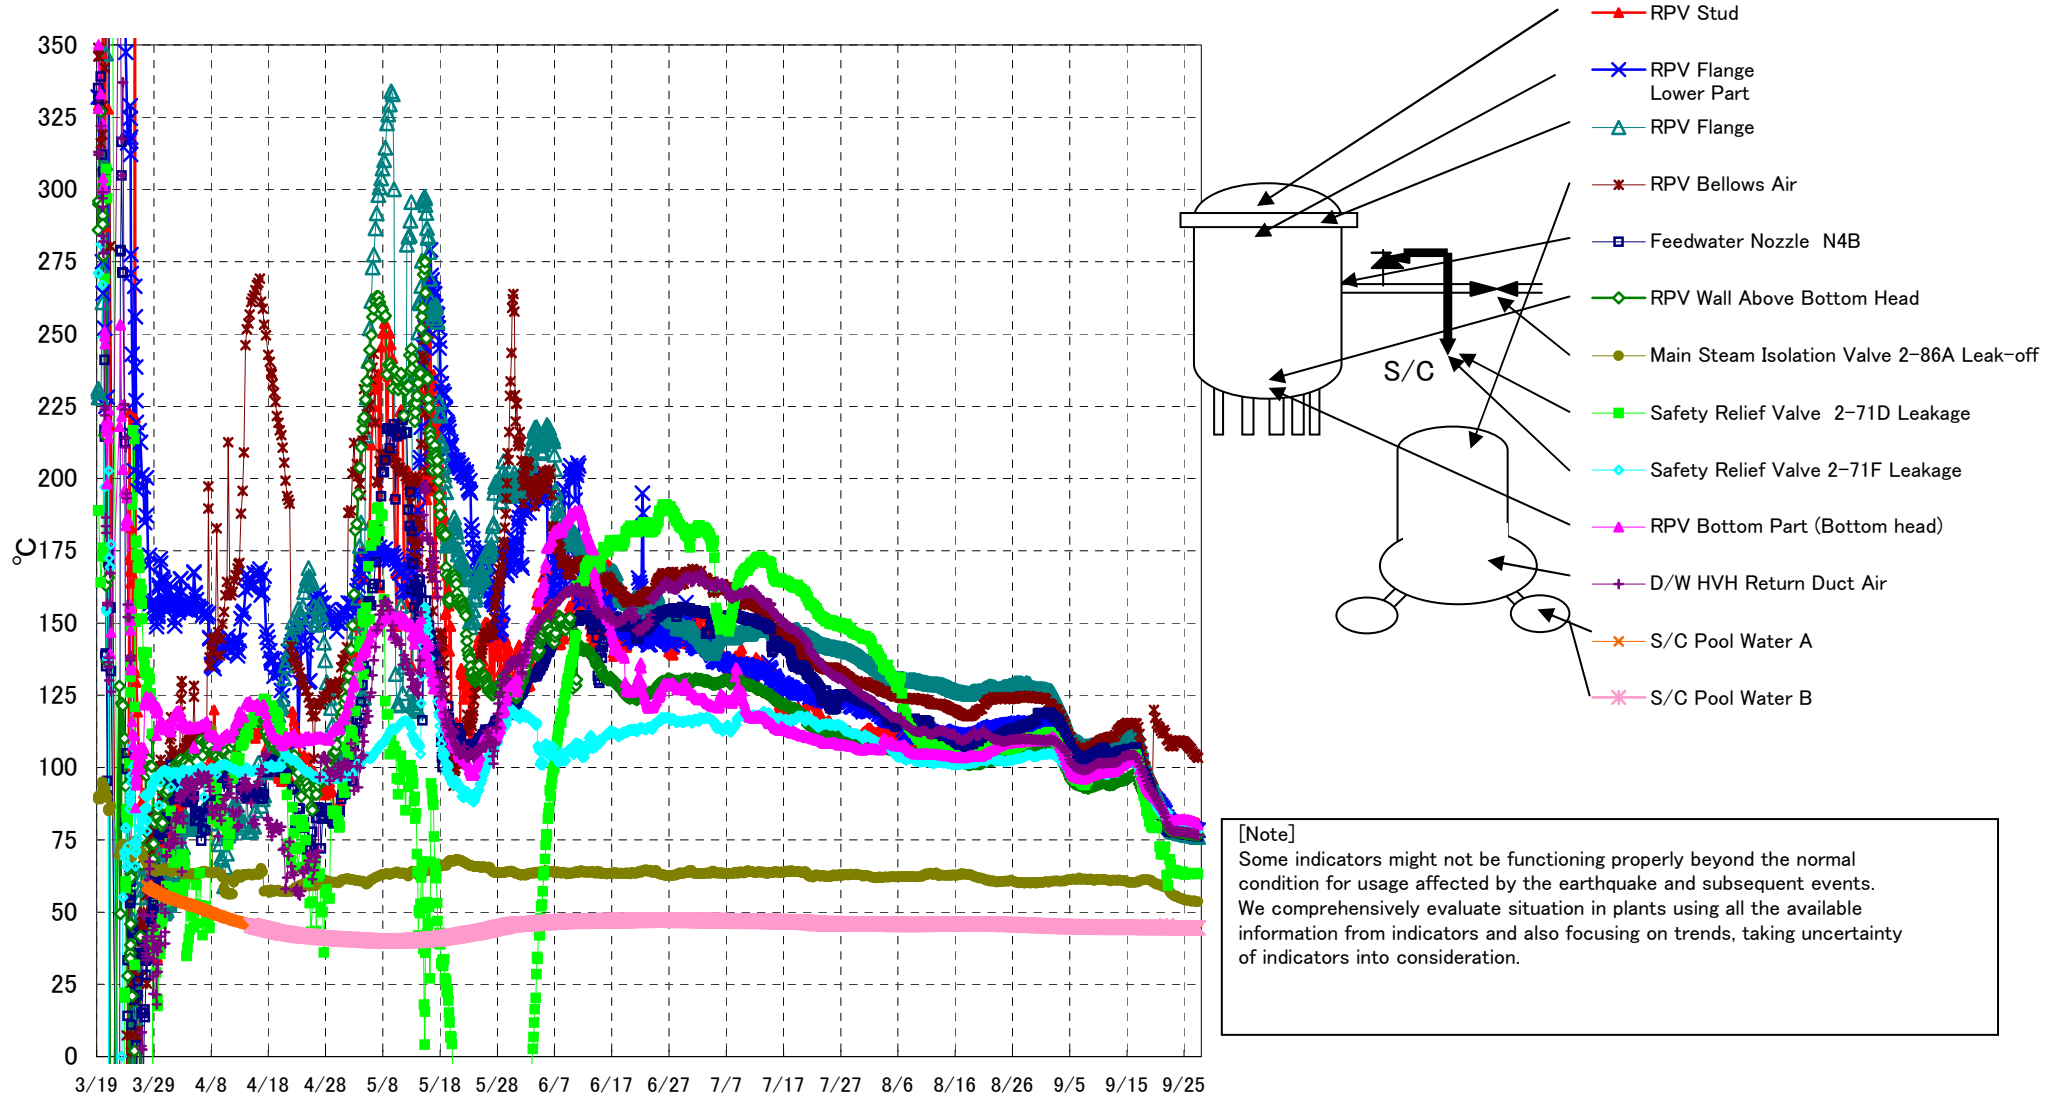 ℃
350
325
300
275
250
225
200
175
150
125
100
75
50
25
0
3/19 3/29 4/8 4/18 4/28 5/8 5/18 5/28 6/7 6/17 6/27 7/7 7/17 7/27 8/6 8/16 8/26 9/5 9/15 9/25
RPV Stud
RPV Flange
Lower Part
RPV Flange
RPV Bellows Air
Feedwater Nozzle N4B
RPV Wall Above Bottom Head
Main Steam Isolation Valve 2-86A Leak-off
Safety Relief Valve 2-71D Leakage
Safety Relief Valve 2-71F Leakage
RPV Bottom Part (Bottom head)
D/W HVH Return Duct Air
S/C Pool Water A
S/C Pool Water B
S/C
[Note]
Some indicators might not be functioning properly beyond the normal
condition for usage affected by the earthquake and subsequent events.
We comprehensively evaluate situation in plants using all the available
information from indicators and also focusing on trends, taking uncertainty
of indicators into consideration.